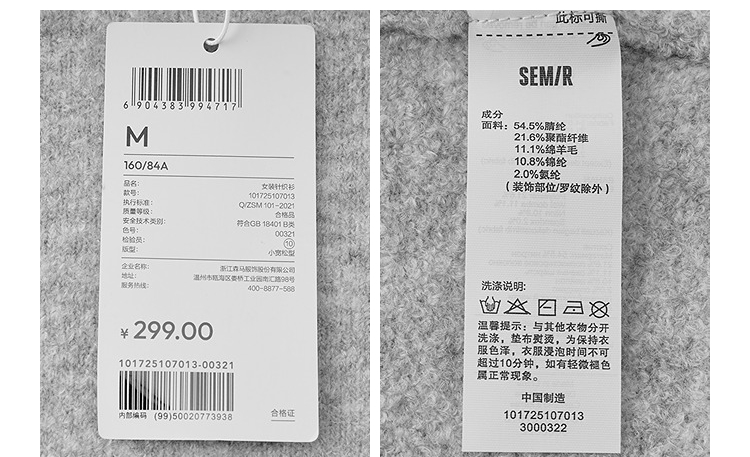 6 904383 994717
M
160/84A
品名: 女装针织衫
款号: 101725107013
执行标准: Q/ZSM 101-2021
质量等级: 合格品
安全技术类别: 符合GB 18401 B类
色号: 00321
检验员: 10
版型: 小宽松型
企业名称: 浙江森马服饰股份有限公司
地址: 温州市瓯海区娄桥工业园南汇路98号
服务热线: 400-8877-588
¥ 299.00
101725107013-00321
内部编码 (99)50020773938
合格证
此标可撕
SEMIR
成分
面料: 54.5%腈纶
21.6%聚酯纤维
11.1%绵羊毛
10.8%锦纶
2.0%氨纶
(装饰部位/罗纹除外)
洗涤说明:
温馨提示: 与其他衣物分开
洗涤, 垫布熨烫, 为保持衣
服色泽, 衣服浸泡时间不可
超过10分钟, 如有轻微褪色
属正常现象。
中国制造
101725107013
3000322